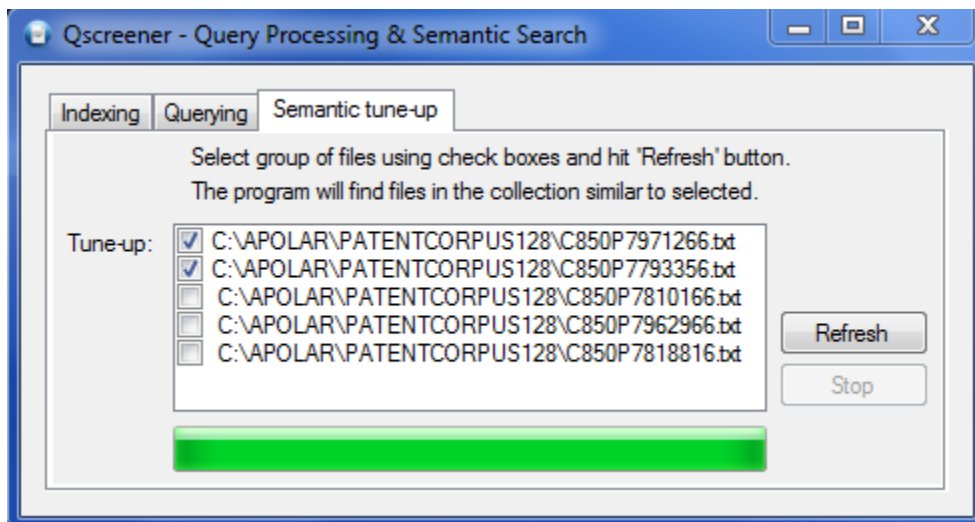 Qscreener - Query Processing & Semantic Search
Indexing Querying Semantic tune-up
Select group of files using check boxes and hit "Refresh" button.
The program will find files in the collection similar to selected.
Tune-up:
C:\APOLAR\PATENTCORPUS128\C850P7971266.txt
C:\APOLAR\PATENTCORPUS128\C850P7793356.txt
C:\APOLAR\PATENTCORPUS128\C850P7810166.txt
C:\APOLAR\PATENTCORPUS128\C850P7962966.txt
C:\APOLAR\PATENTCORPUS128\C850P7818816.txt
Refresh
Stop